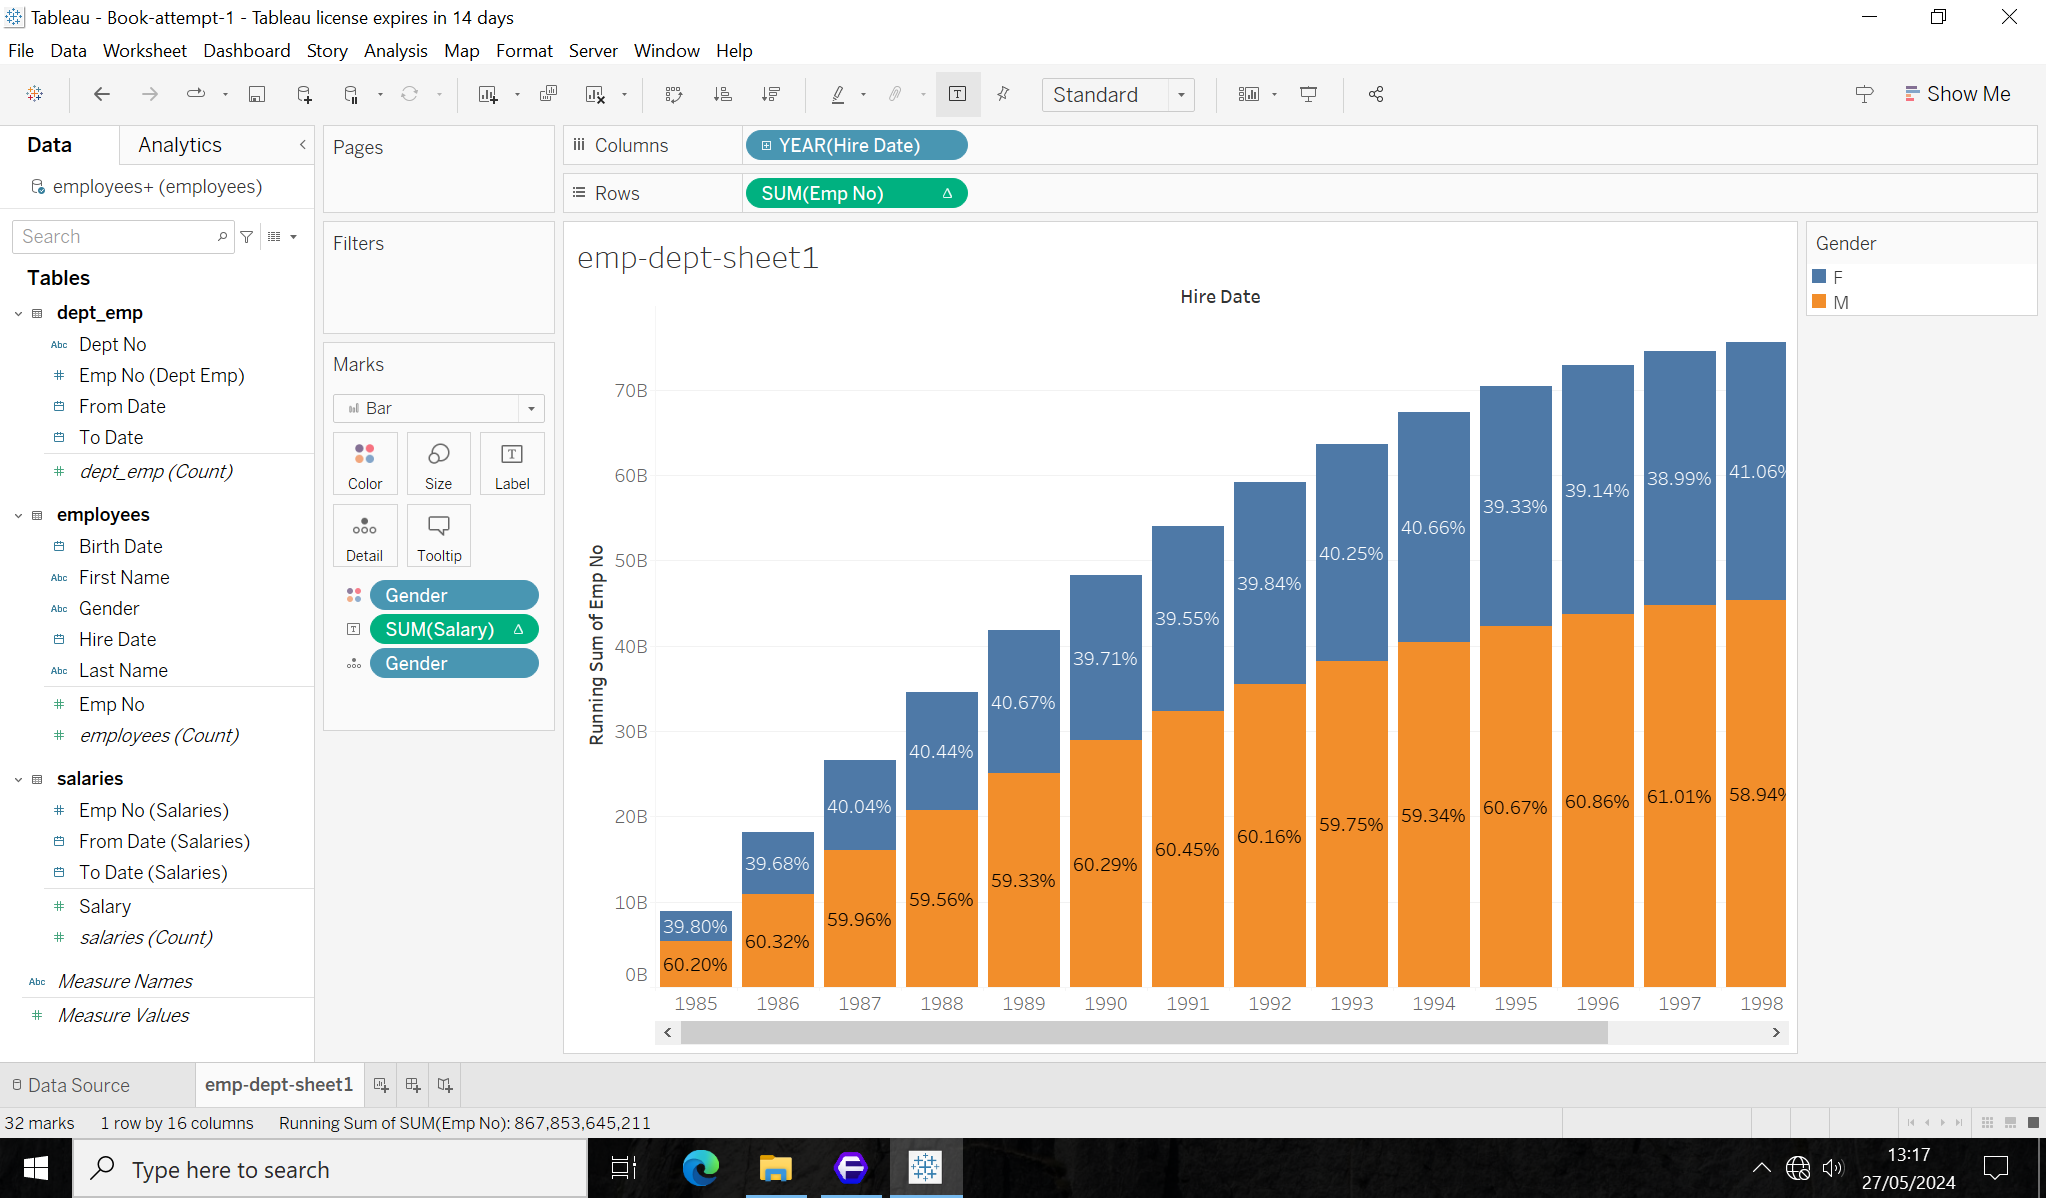 Tableau - Book-attempt-1 - Tableau license expires in 14 days
File Data Worksheet Dashboard Story Analysis Map Format Server Window Help
Standard
Show Me
Data
Analytics
employees+ (employees)
Search
Tables
dept_emp
Abc Dept No
# Emp No (Dept Emp)
From Date
To Date
# dept_emp (Count)
employees
Birth Date
Abc First Name
Abc Gender
Hire Date
Abc Last Name
# Emp No
# employees (Count)
salaries
# Emp No (Salaries)
From Date (Salaries)
To Date (Salaries)
# Salary
# salaries (Count)
Abc Measure Names
# Measure Values
Pages
Filters
Marks
Bar
Color Size Label
Detail Tooltip
Gender
SUM(Salary) Δ
Gender
Columns YEAR(Hire Date)
Rows SUM(Emp No) Δ
emp-dept-sheet1
Hire Date
Running Sum of Emp No
70B
60B
50B
40B
30B
20B
10B
0B
39.80% 39.68% 40.04% 40.44% 40.67% 39.71% 39.55% 39.84% 40.25% 40.66% 39.33% 39.14% 38.99% 41.06%
60.20% 60.32% 59.96% 59.56% 59.33% 60.29% 60.45% 60.16% 59.75% 59.34% 60.67% 60.86% 61.01% 58.94%
1985 1986 1987 1988 1989 1990 1991 1992 1993 1994 1995 1996 1997 1998
Gender
F
M
Data Source
emp-dept-sheet1
32 marks 1 row by 16 columns Running Sum of SUM(Emp No): 867,853,645,211
Type here to search
13:17
27/05/2024